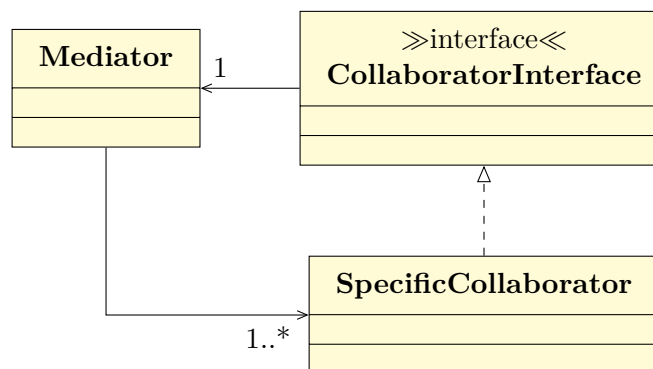 Mediator
1
≫interface≪
CollaboratorInterface
SpecificCollaborator
1..*